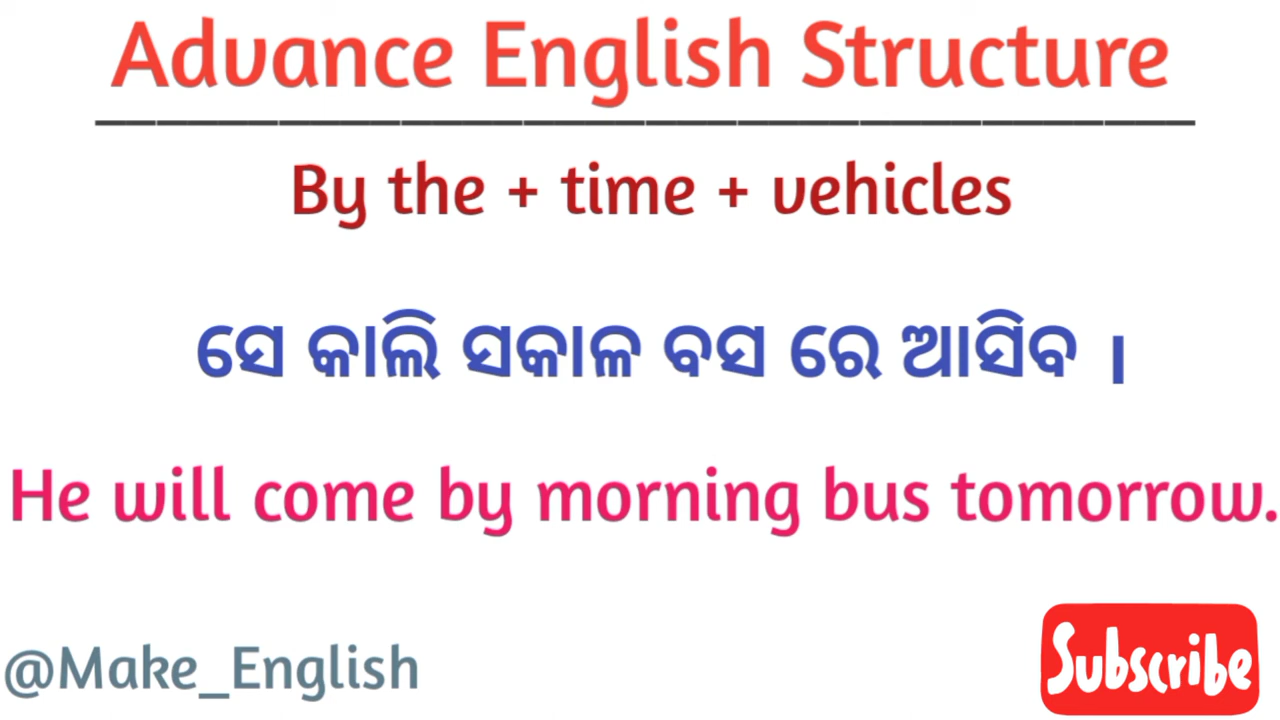 Advance English Structure
By the + time + vehicles
ସେ କାଲି ସକାଳ ବସ ରେ ଆସିବ ।
He will come by morning bus tomorrow.
@Make_English
Subscribe